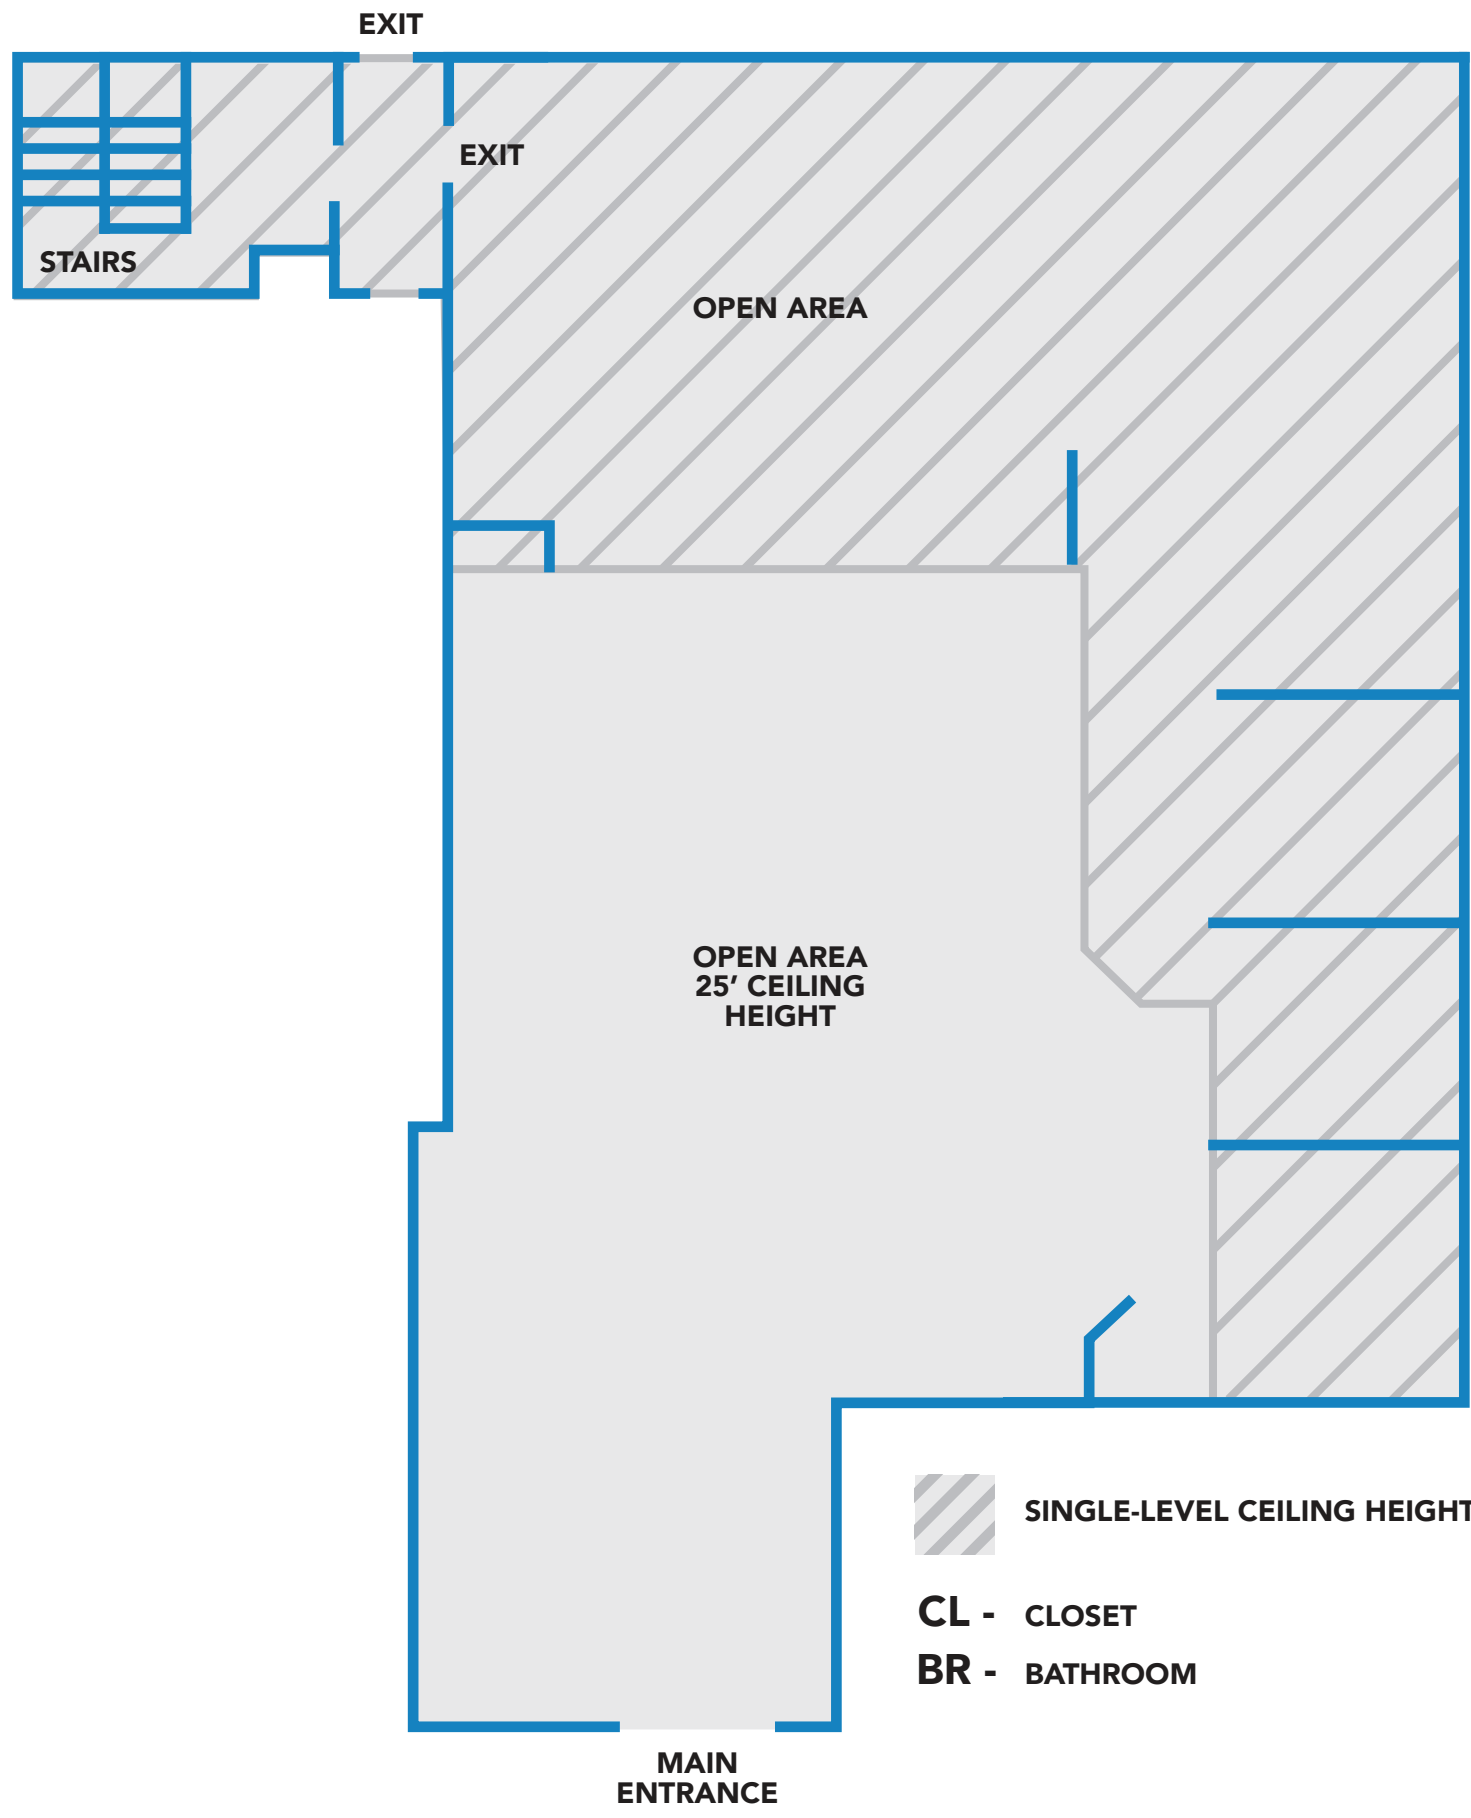 EXIT
EXIT
STAIRS
OPEN AREA
OPEN AREA
25’ CEILING
HEIGHT
SINGLE-LEVEL CEILING HEIGHT
CL - CLOSET
BR - BATHROOM
MAIN
ENTRANCE